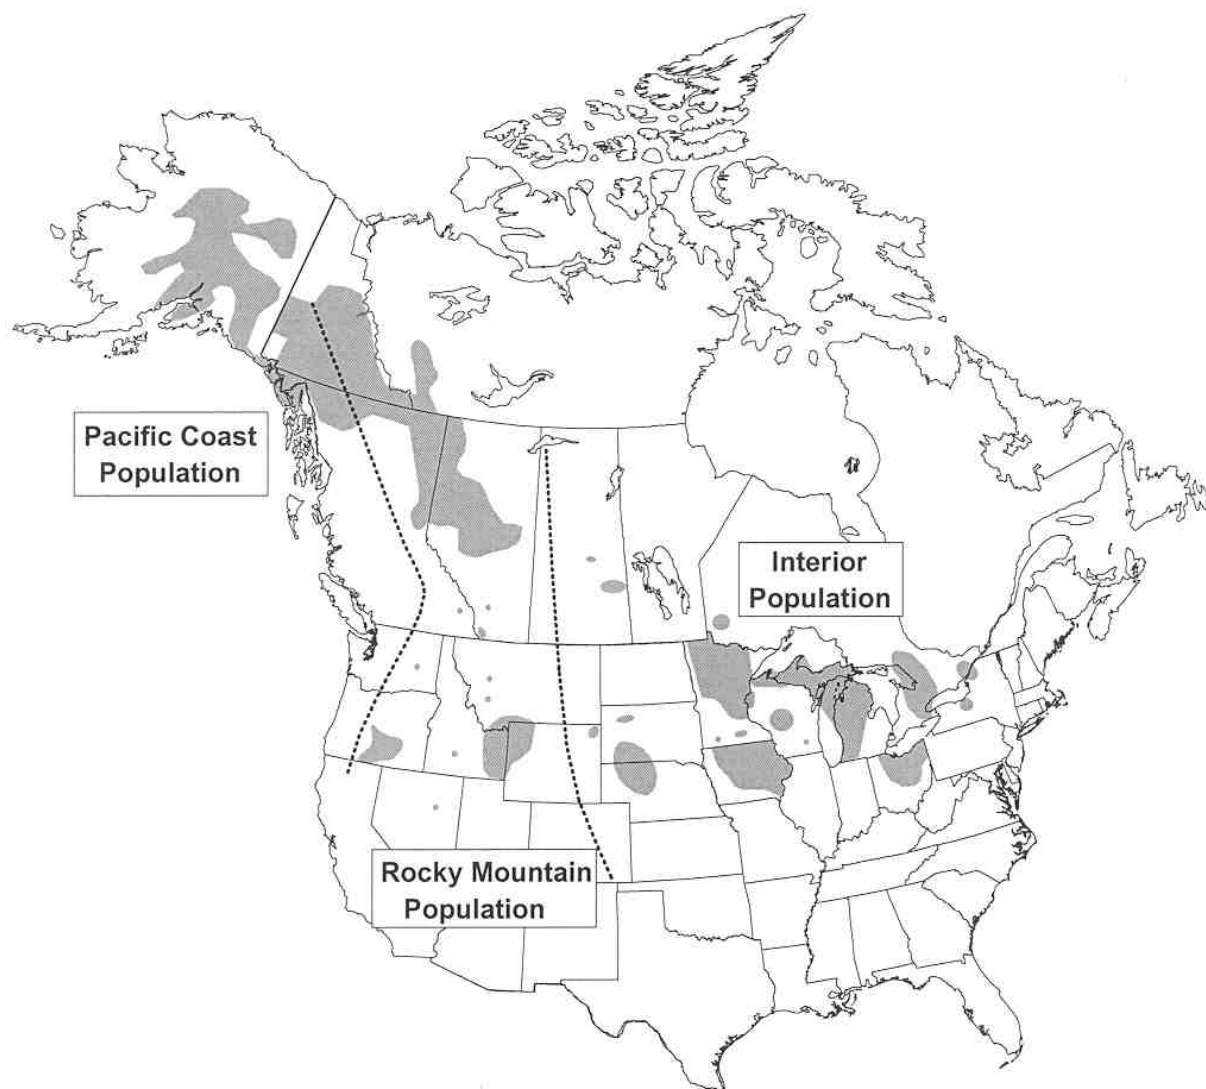 Pacific Coast
Population
Interior
Population
Rocky Mountain
Population